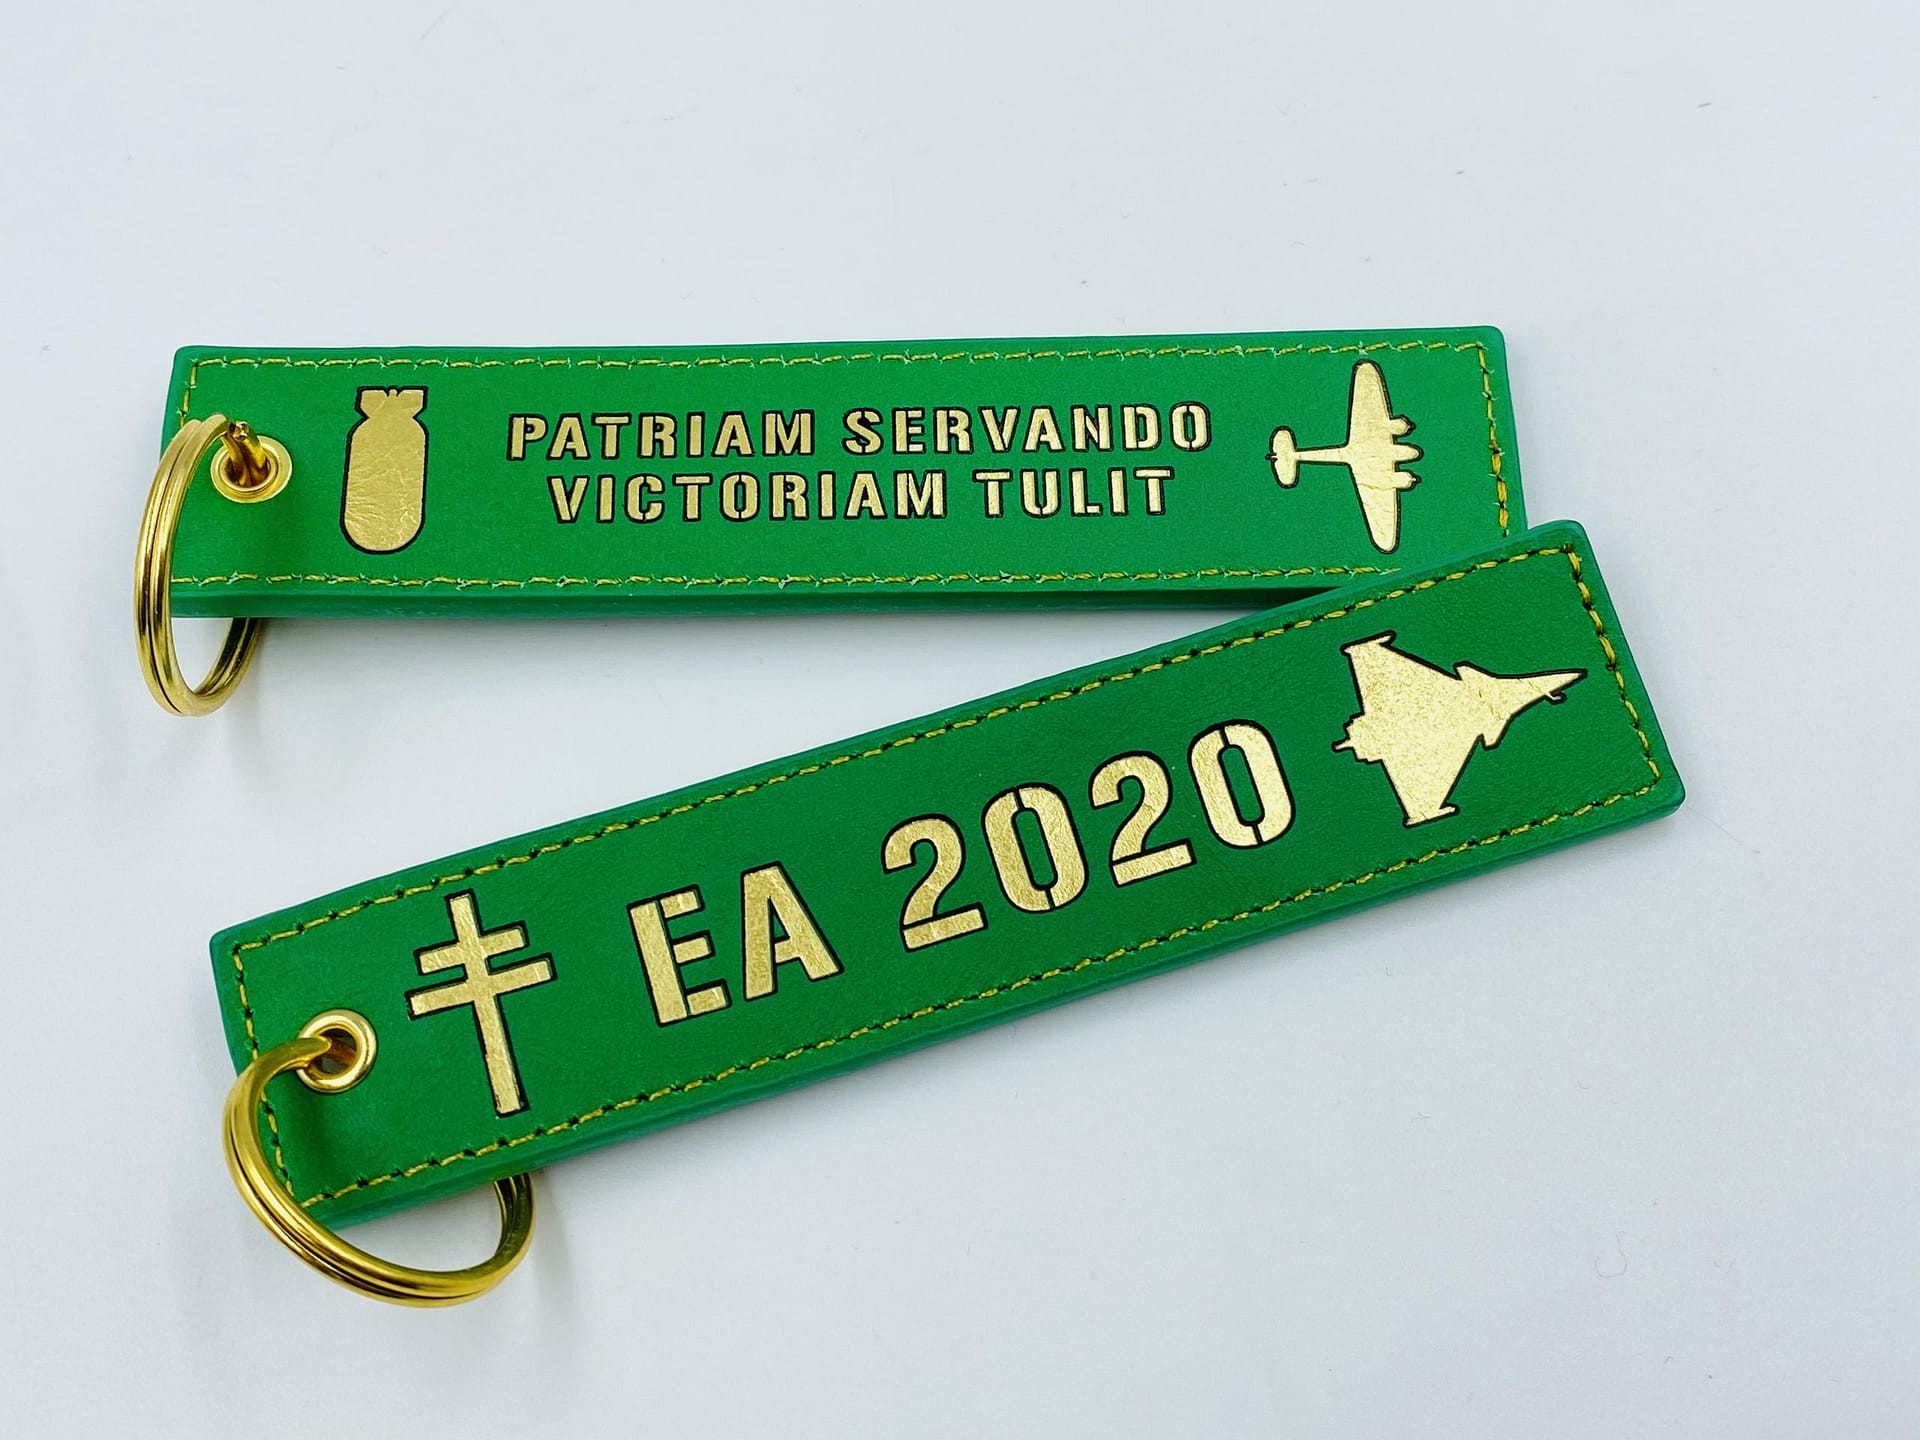 PATRIAM SERVANDO
VICTORIAM TULIT
EA 2020